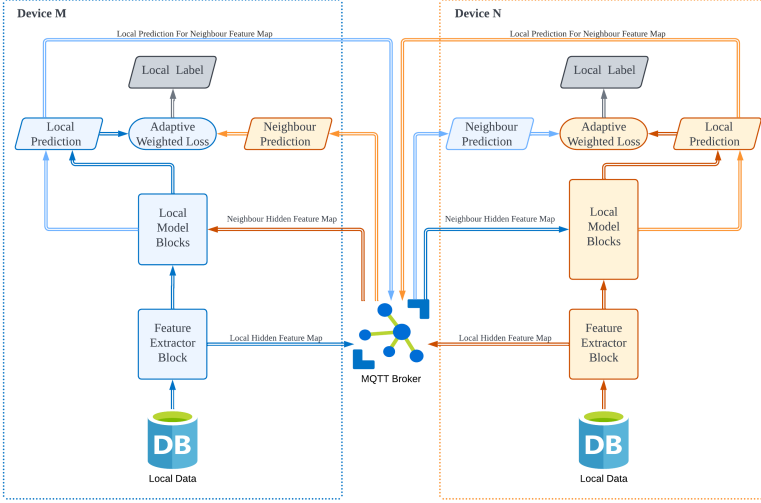 Device M
Device N
Local Prediction For Neighbour Feature Map
Local Prediction For Neighbour Feature Map
Local Label
Local Label
Local
Prediction
Adaptive
Weighted Loss
Neighbour
Prediction
Neighbour
Prediction
Adaptive
Weighted Loss
Local
Prediction
Local
Model
Blocks
Neighbour Hidden Feature Map
Neighbour Hidden Feature Map
Local
Model
Blocks
Feature
Extractor
Block
Local Hidden Feature Map
MQTT Broker
Local Hidden Feature Map
Feature
Extractor
Block
DB
Local Data
DB
Local Data